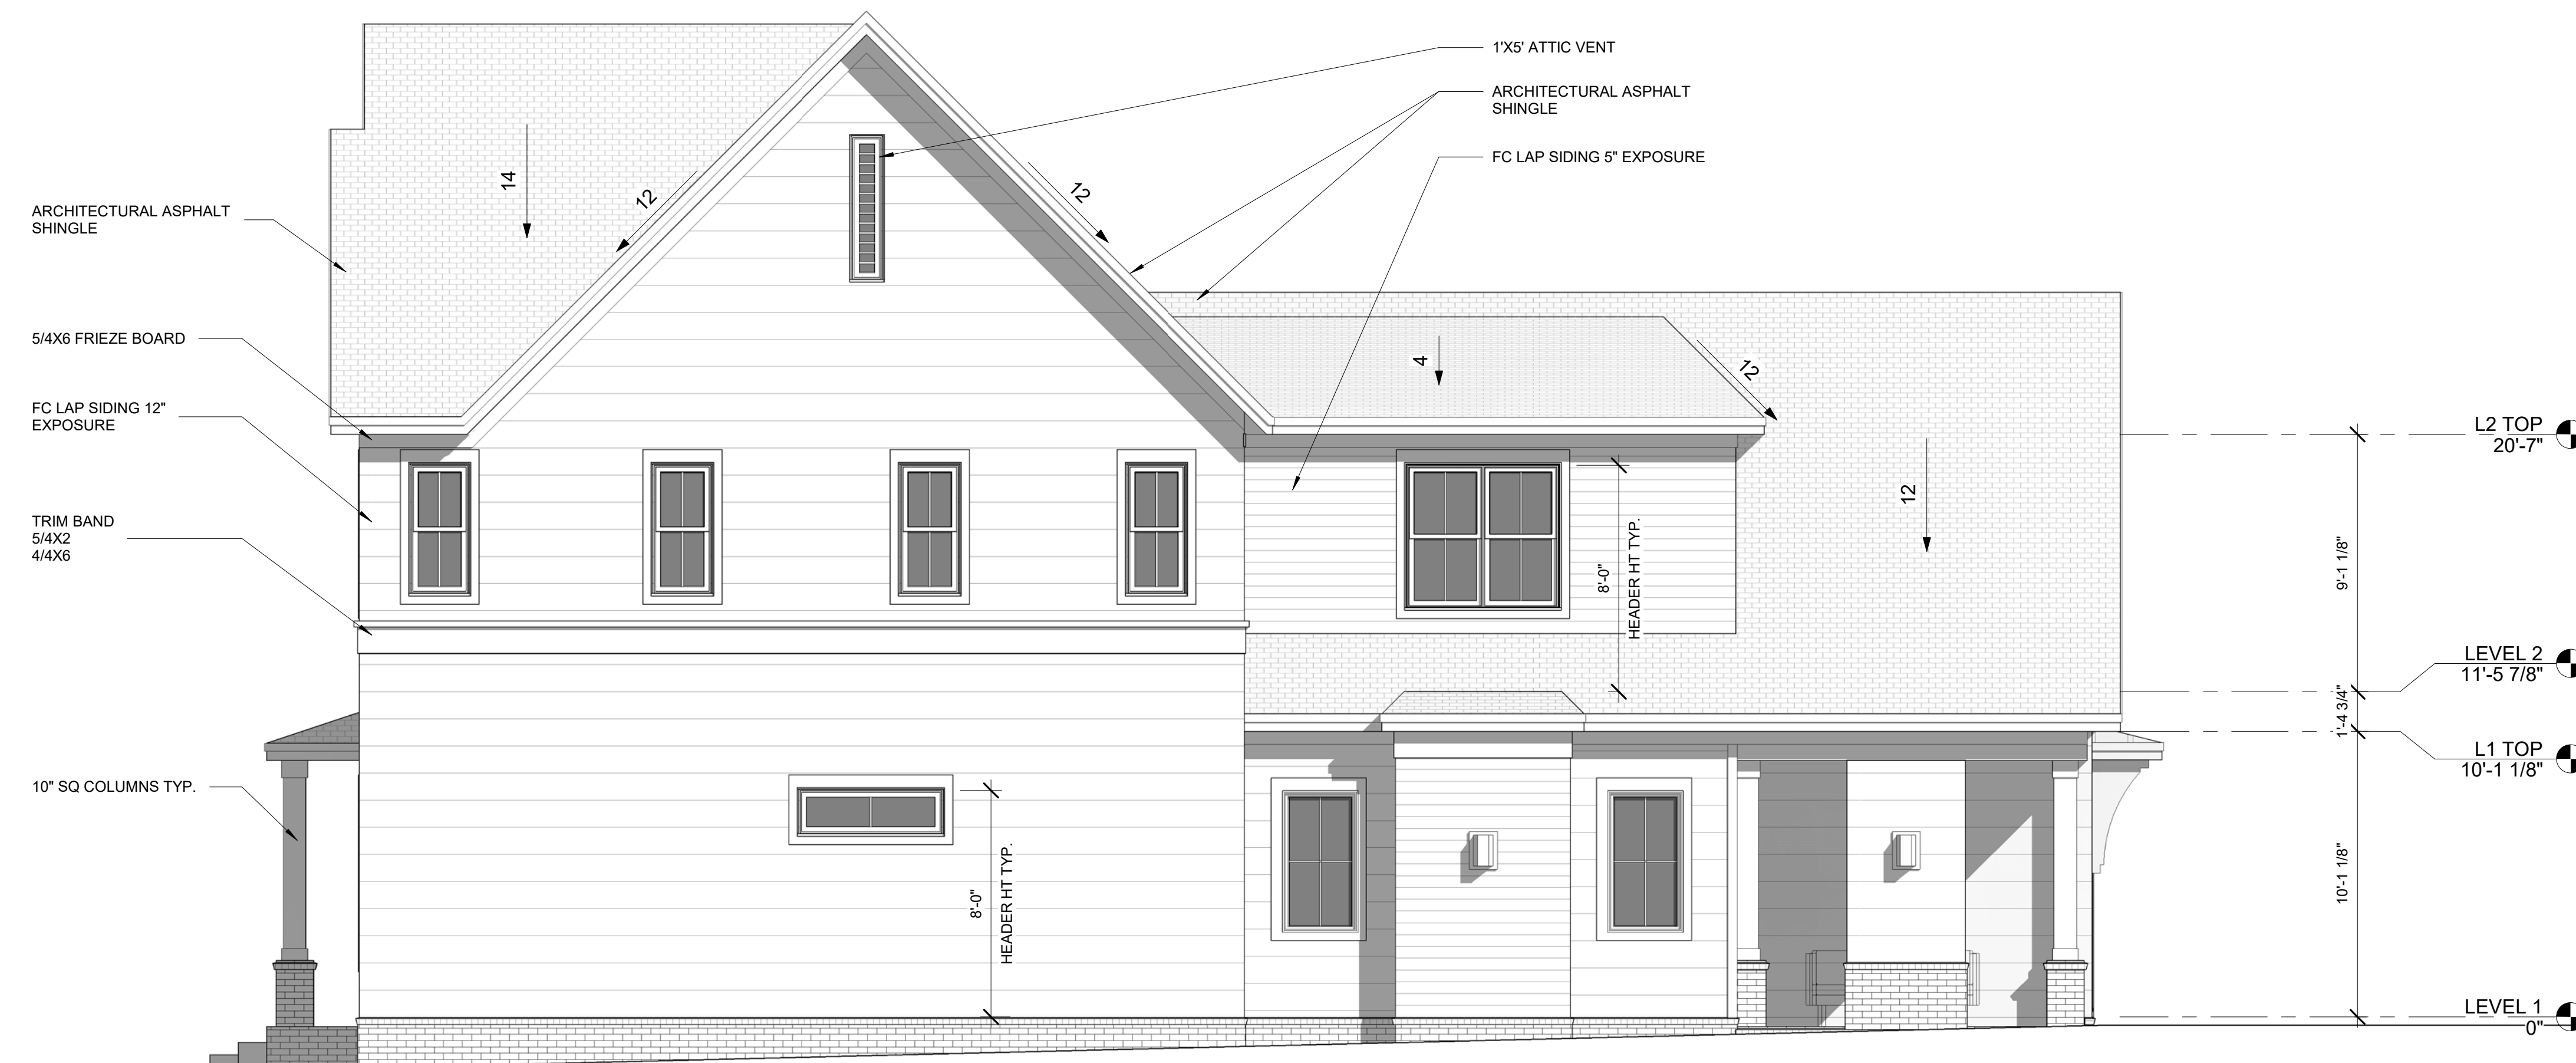 1'X5' ATTIC VENT
ARCHITECTURAL ASPHALT
SHINGLE
FC LAP SIDING 5" EXPOSURE
14
12
12
ARCHITECTURAL ASPHALT
SHINGLE
5/4X6 FRIEZE BOARD
4
12
FC LAP SIDING 12"
EXPOSURE
L2 TOP
20'-7"
12
TRIM BAND
5/4X2
4/4X6
8'-0"
HEADER HT TYP.
9'-1 1/8"
LEVEL 2
11'-5 7/8"
1'-4 3/4"
L1 TOP
10'-1 1/8"
10" SQ COLUMNS TYP.
8'-0"
HEADER HT TYP.
10'-1 1/8"
LEVEL 1
0"